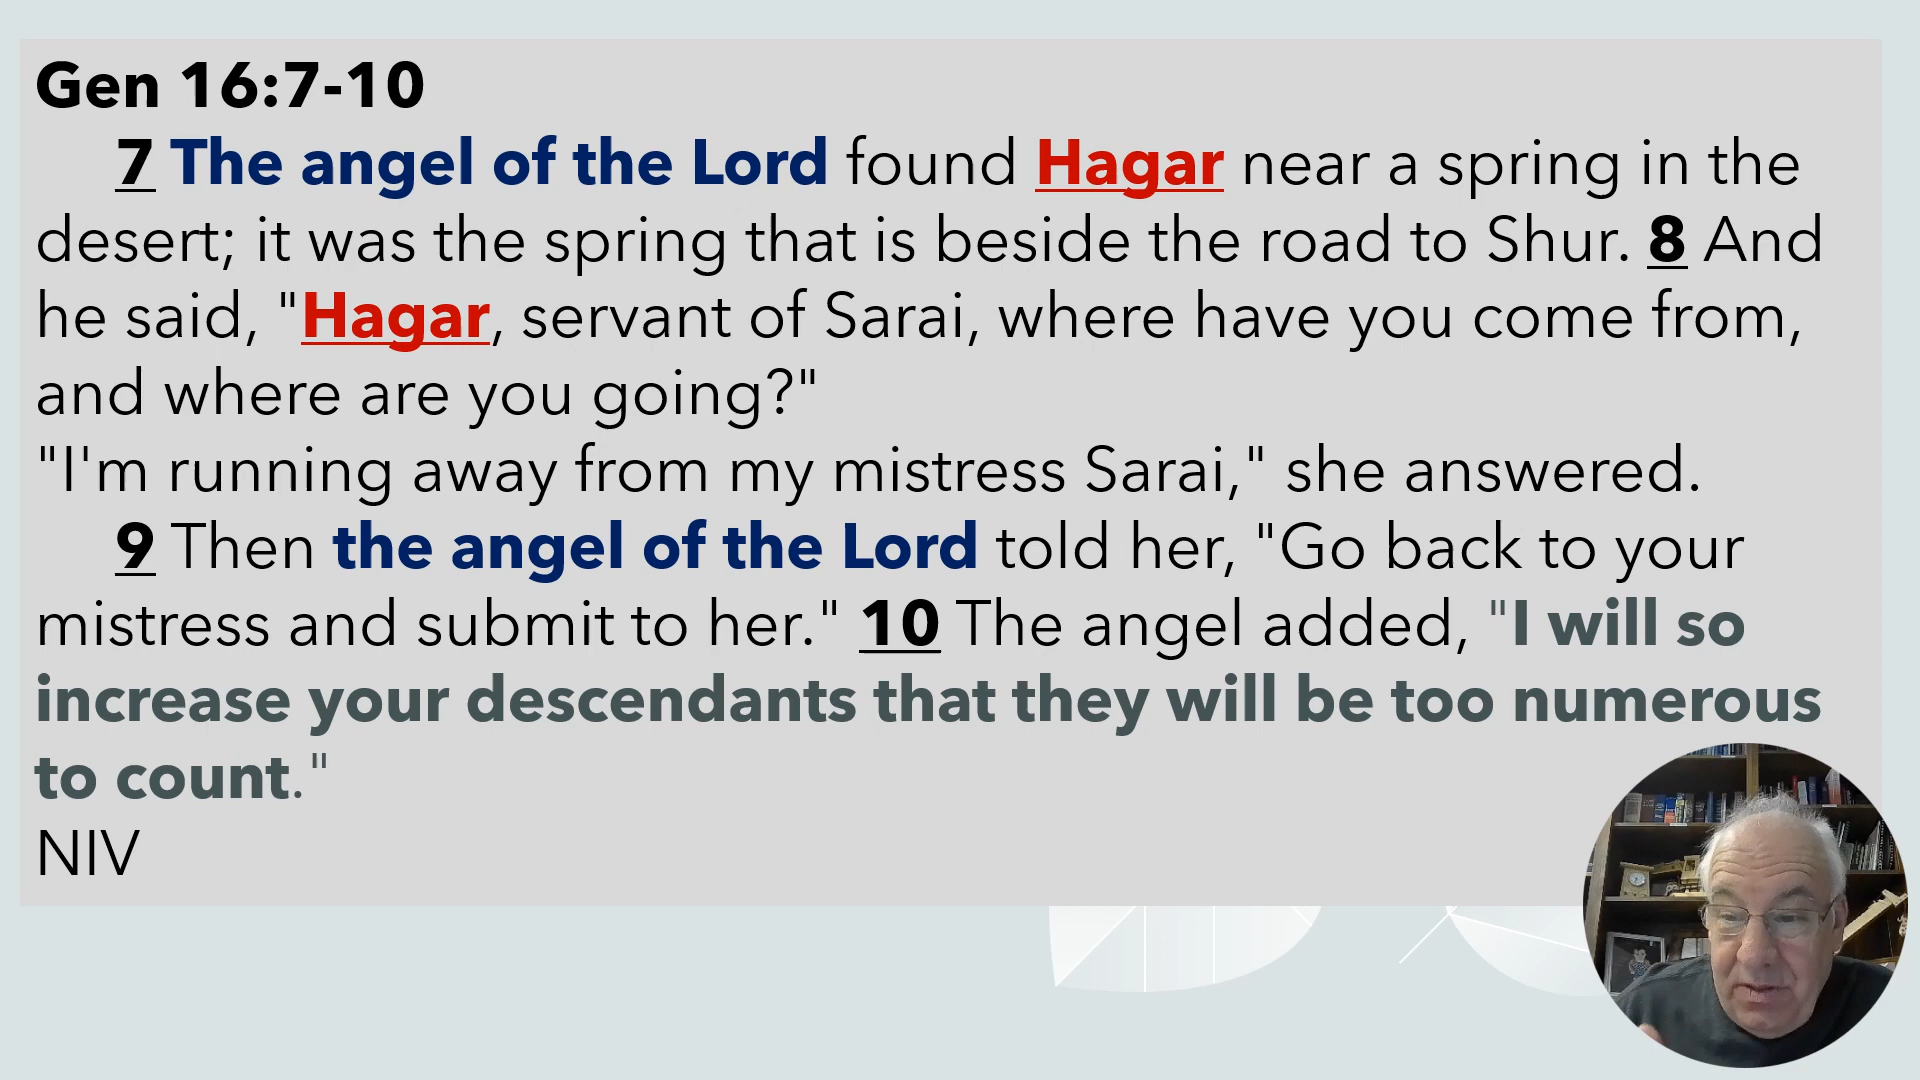 Gen 16:7-10
7 The angel of the Lord found Hagar near a spring in the
desert; it was the spring that is beside the road to Shur. 8 And
he said, "Hagar, servant of Sarai, where have you come from,
and where are you going?"
"I'm running away from my mistress Sarai," she answered.
9 Then the angel of the Lord told her, "Go back to your
mistress and submit to her." 10 The angel added, "I will so
increase your descendants that they will be too numerous
to count."
NIV